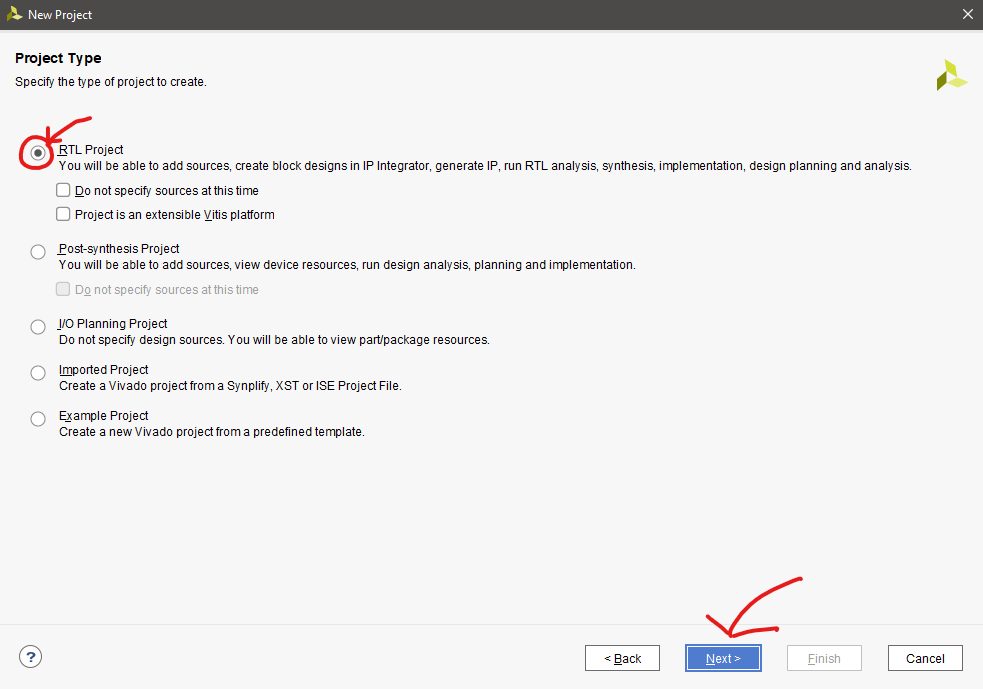 New Project
Project Type
Specify the type of project to create.
RTL Project
You will be able to add sources, create block designs in IP Integrator, generate IP, run RTL analysis, synthesis, implementation, design planning and analysis.
Do not specify sources at this time
Project is an extensible Vitis platform
Post-synthesis Project
You will be able to add sources, view device resources, run design analysis, planning and implementation.
Do not specify sources at this time
I/O Planning Project
Do not specify design sources. You will be able to view part/package resources.
Imported Project
Create a Vivado project from a Synplify, XST or ISE Project File.
Example Project
Create a new Vivado project from a predefined template.
? < Back Next > Finish Cancel